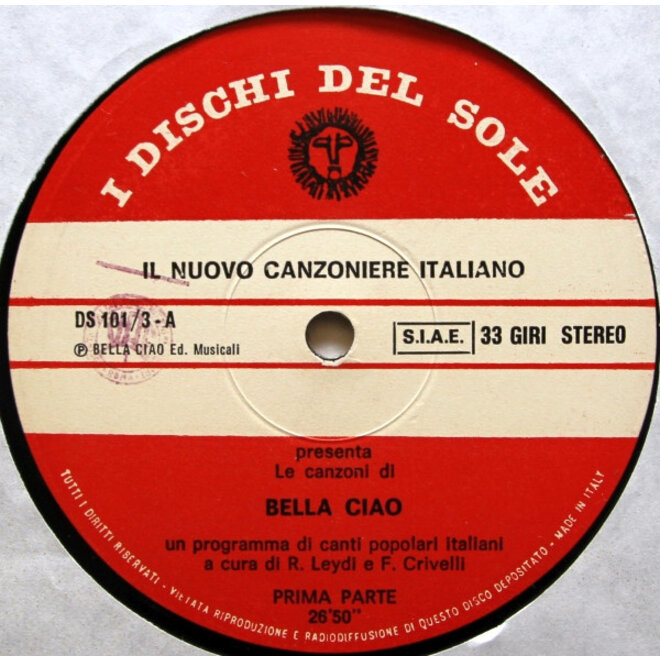 I DISCHI DEL SOLE
IL NUOVO CANZONIERE ITALIANO
DS 101/3-A
S.I.A.E. 33 GIRI STEREO
Ⓟ BELLA CIAO Ed. Musicali
presenta
Le canzoni di
BELLA CIAO
un programma di canti popolari italiani
a cura di R. Leydi e F. Crivelli
PRIMA PARTE
26'50"
TUTTI I DIRITTI RISERVATI - VIETATA RIPRODUZIONE E RADIODIFFUSIONE DI QUESTO DISCO DEPOSITATO - MADE IN ITALY